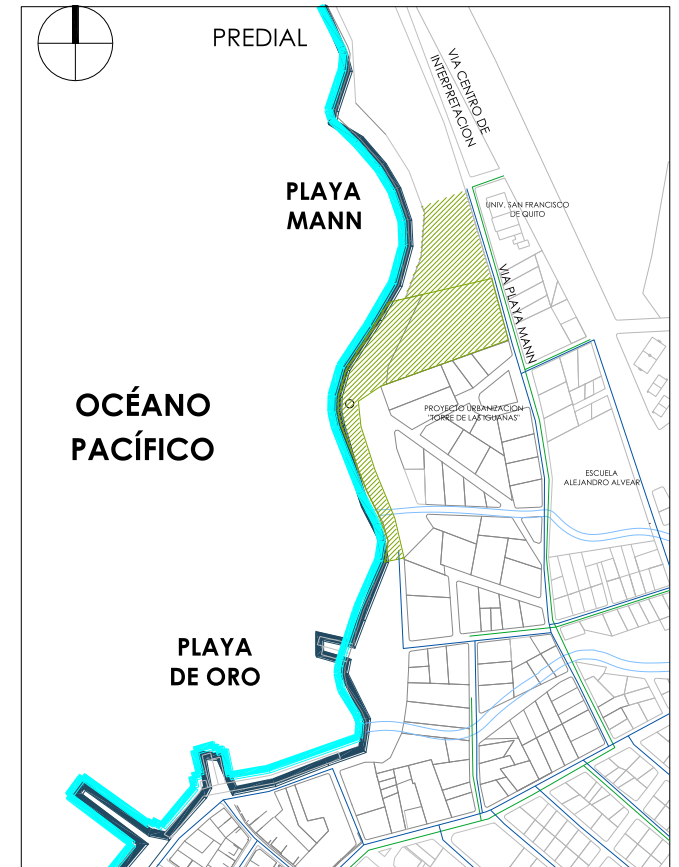 PREDIAL
VIA CENTRO DE
INTERPRETACION
PLAYA
MANN
UNIV. SAN FRANCISCO
DE QUITO
VIA PLAYA MANN
OCÉANO
PACÍFICO
PROYECTO URBANIZACION
"TORRE DE LAS IGUANAS"
ESCUELA
ALEJANDRO ALVEAR
PLAYA
DE ORO